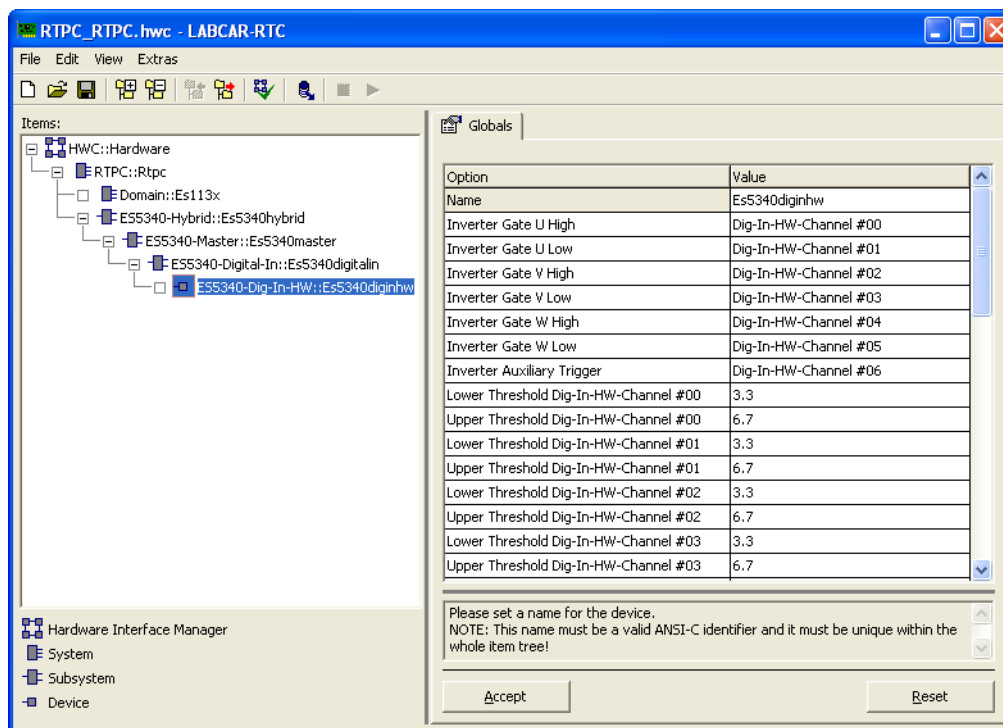 RTPC_RTPC.hwc - LABCAR-RTC
File Edit View Extras
Items:
HWC::Hardware
RTPC::Rtpc
Domain::Es113x
ES5340-Hybrid::Es5340hybrid
ES5340-Master::Es5340master
ES5340-Digital-In::Es5340digitalin
ES5340-Dig-In-HW::Es5340diginhw
Hardware Interface Manager
System
Subsystem
Device
Globals
Option Value
Name Es5340diginhw
Inverter Gate U High Dig-In-HW-Channel #00
Inverter Gate U Low Dig-In-HW-Channel #01
Inverter Gate V High Dig-In-HW-Channel #02
Inverter Gate V Low Dig-In-HW-Channel #03
Inverter Gate W High Dig-In-HW-Channel #04
Inverter Gate W Low Dig-In-HW-Channel #05
Inverter Auxiliary Trigger Dig-In-HW-Channel #06
Lower Threshold Dig-In-HW-Channel #00 3.3
Upper Threshold Dig-In-HW-Channel #00 6.7
Lower Threshold Dig-In-HW-Channel #01 3.3
Upper Threshold Dig-In-HW-Channel #01 6.7
Lower Threshold Dig-In-HW-Channel #02 3.3
Upper Threshold Dig-In-HW-Channel #02 6.7
Lower Threshold Dig-In-HW-Channel #03 3.3
Upper Threshold Dig-In-HW-Channel #03 6.7
Please set a name for the device.
NOTE: This name must be a valid ANSI-C identifier and it must be unique within the
whole item tree!
Accept Reset